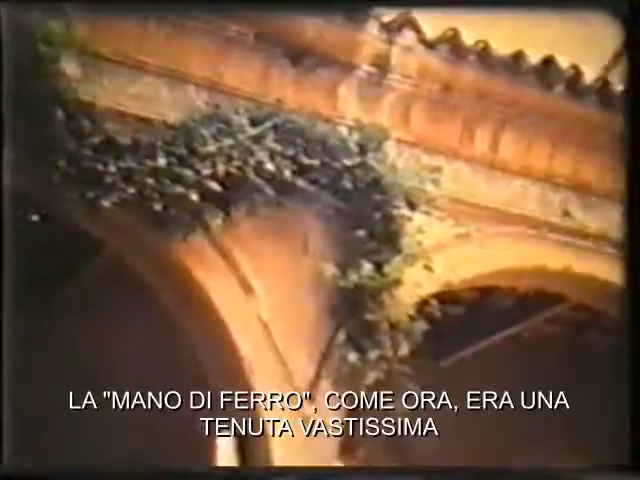 LA "MANO DI FERRO", COME ORA, ERA UNA
TENUTA VASTISSIMA